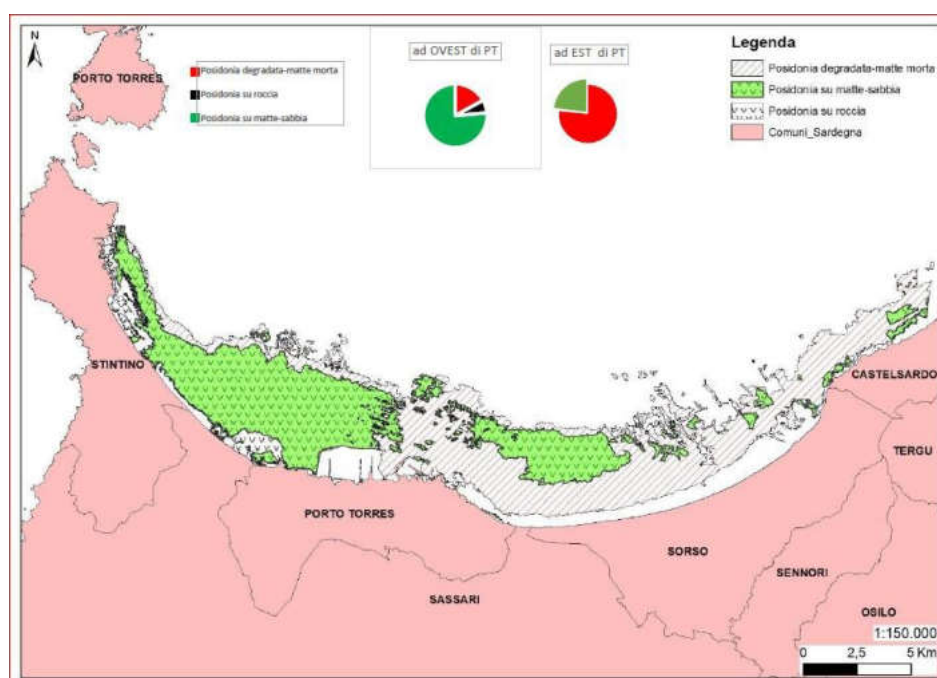 N
PORTO TORRES
Posidonia degradata-matte morta
Posidonia su roccia
Posidonia su matte-sabbia
ad OVEST di PT
ad EST di PT
Legenda
Posidonia degradata-matte morta
Posidonia su matte-sabbia
Posidonia su roccia
Comuni_Sardegna
STINTINO
CASTELSARDO
TERGU
PORTO TORRES
SORSO
SENNORI
SASSARI
OSILO
1:150.000
0 2,5 5 Km